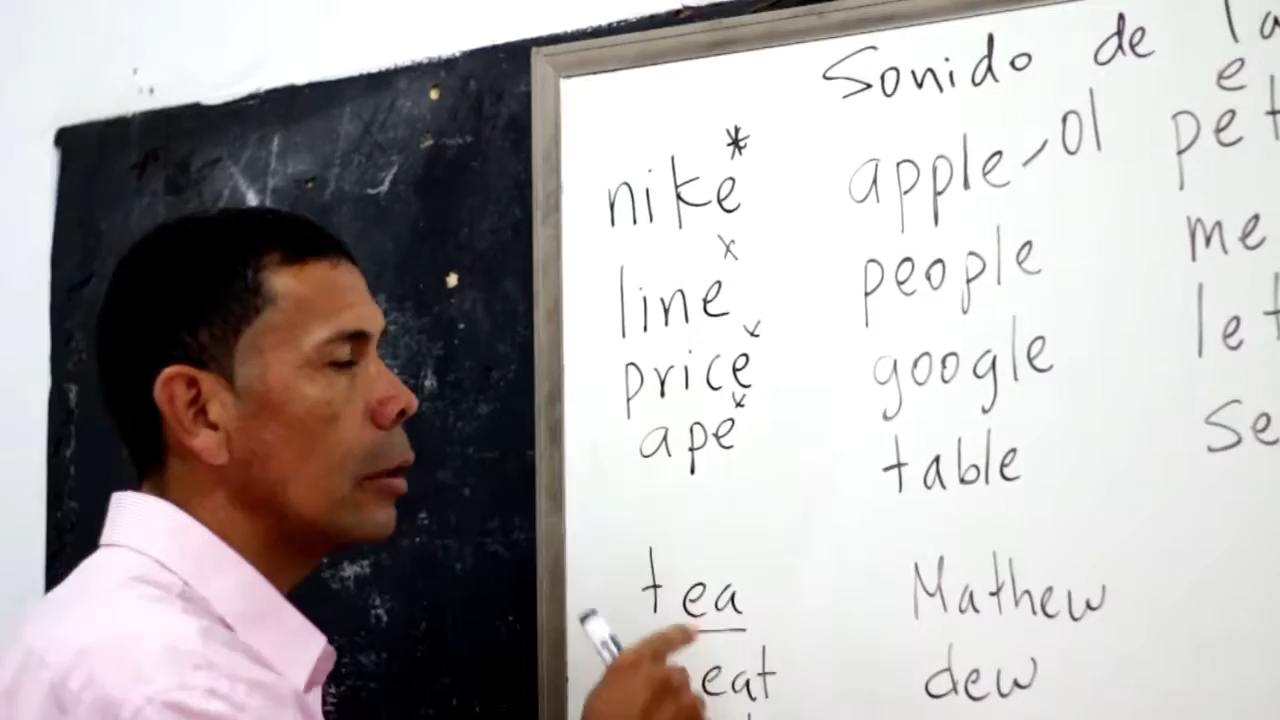 Sonido de la
e
nike* apple-ol pet
line x people me
price x google let
ape x table se
tea Mathew
eat dew